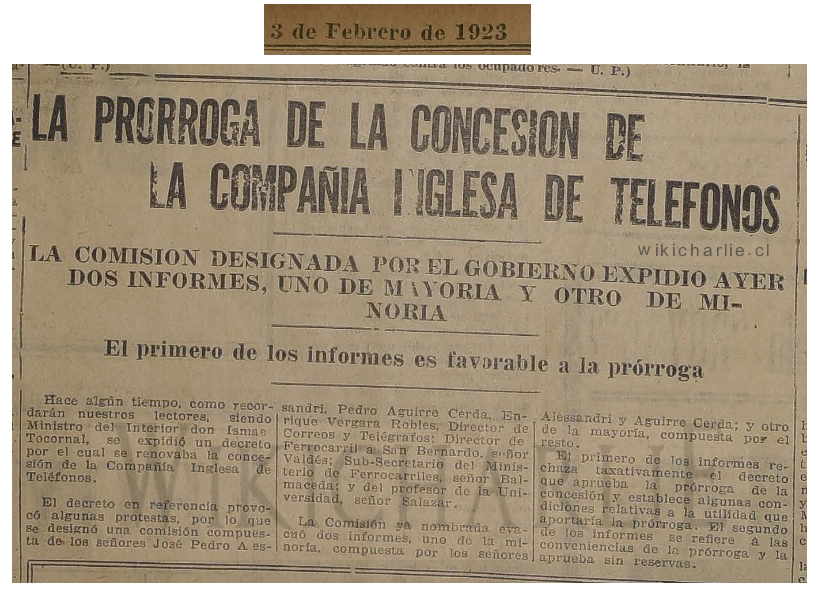 3 de Febrero de 1923
(U. P.)
contra los ocupadores. — U. P.)
LA PRORROGA DE LA CONCESION DE
LA COMPAÑIA INGLESA DE TELEFONOS
wikicharlie.cl
LA COMISION DESIGNADA POR EL GOBIERNO EXPIDIO AYER
DOS INFORMES, UNO DE MAYORIA Y OTRO DE MI-
NORIA
El primero de los informes es favorable a la prórroga
Hace algún tiempo, como recor-
darán nuestros lectores, siendo
Ministro del Interior don Ismae
Tocornal, se expidió un decreto
por el cual se renovaba la conce-
sión de la Compañía Inglesa de
Teléfonos.
El decreto en referencia provo-
có algunas protestas, por lo que
se designó una comisión compues-
ta de los señores José Pedro A es-
sandri, Pedro Aguirre Cerda, En-
rique Vergara Robles, Director de
Correos y Telégrafos; Director de
Ferrocarril a San Bernardo, señor
Valdés; Sub-Secretario del Minis-
terio de Ferrocarriles, señor Bal-
maceda; y del profesor de la Uni-
versidad, señor Salazar.
La Comisión ya nombrada eva-
cuó dos informes, uno de la mi-
noría, compuesta por los señores
Alessandri y Aguirre Cerda; y otro
de la mayoría, compuesta por el
resto.
El primero de los informes re-
chaza taxativamente el decreto
que aprueba la prórroga de la
concesión y establece algunas con-
diciones relativas a la utilidad que
aportaría la prórroga. El segundo
de los informes se refiere a las
conveniencias de la prórroga y la
aprueba sin reservas.
WIKICHARLIE